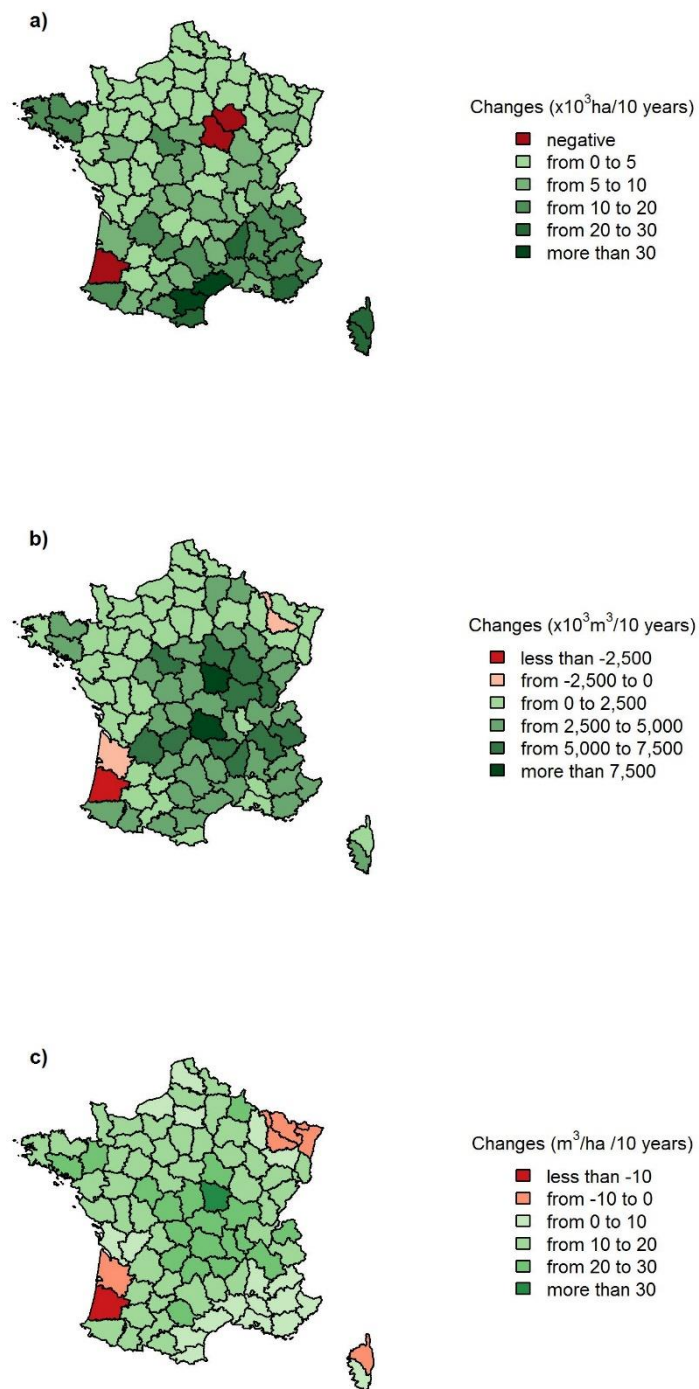 a)
Changes (x10³ha/10 years)
negative
from 0 to 5
from 5 to 10
from 10 to 20
from 20 to 30
more than 30
b)
Changes (x10³m³/10 years)
less than -2,500
from -2,500 to 0
from 0 to 2,500
from 2,500 to 5,000
from 5,000 to 7,500
more than 7,500
c)
Changes (m³/ha /10 years)
less than -10
from -10 to 0
from 0 to 10
from 10 to 20
from 20 to 30
more than 30